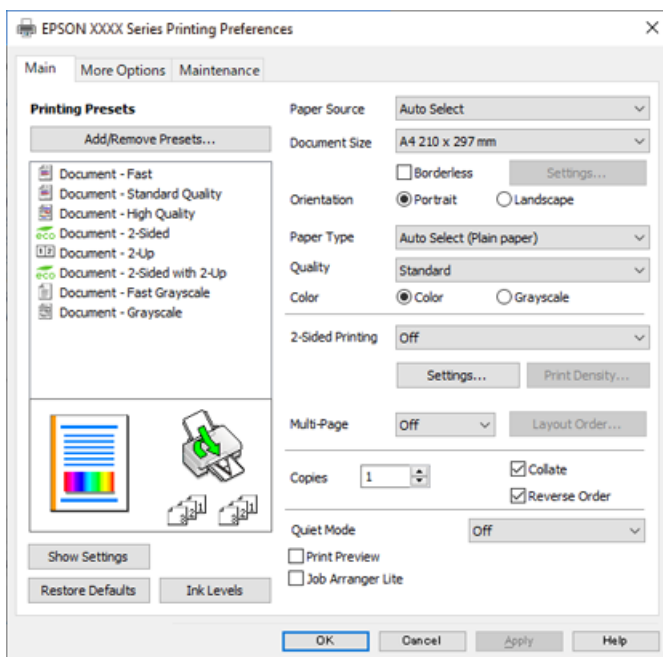 EPSON XXXX Series Printing Preferences
Main More Options Maintenance
Printing Presets
Add/Remove Presets...
Document - Fast
Document - Standard Quality
Document - High Quality
Document - 2-Sided
Document - 2-Up
Document - 2-Sided with 2-Up
Document - Fast Grayscale
Document - Grayscale
Show Settings
Restore Defaults Ink Levels
Paper Source Auto Select
Document Size A4 210 x 297 mm
Borderless Settings...
Orientation Portrait Landscape
Paper Type Auto Select (Plain paper)
Quality Standard
Color Color Grayscale
2-Sided Printing Off
Settings... Print Density...
Multi-Page Off Layout Order...
Copies 1 Collate
Reverse Order
Quiet Mode Off
Print Preview
Job Arranger Lite
OK Cancel Apply Help